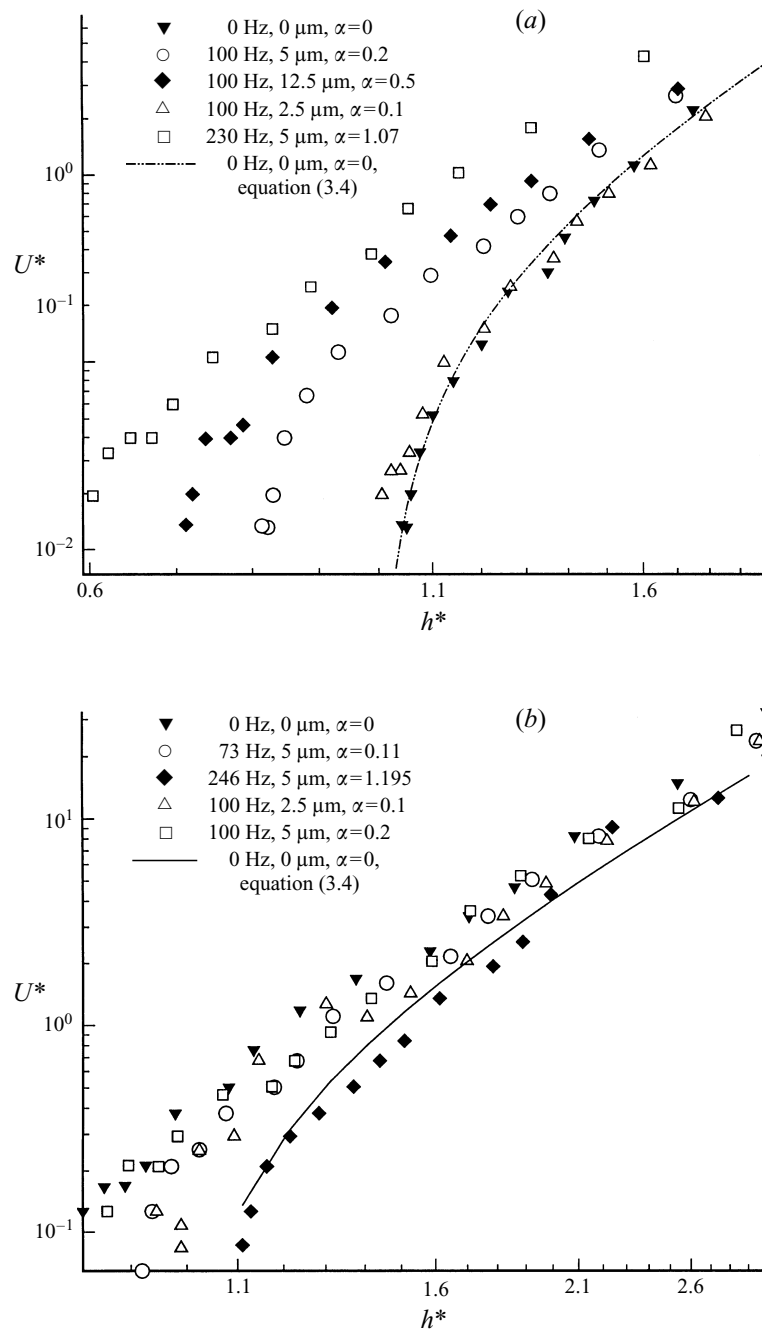 (a)
0 Hz, 0 μm, α=0
100 Hz, 5 μm, α=0.2
100 Hz, 12.5 μm, α=0.5
100 Hz, 2.5 μm, α=0.1
230 Hz, 5 μm, α=1.07
0 Hz, 0 μm, α=0,
equation (3.4)
10⁰
U*
10⁻¹
10⁻²
0.6 1.1 1.6
h*
(b)
0 Hz, 0 μm, α=0
73 Hz, 5 μm, α=0.11
246 Hz, 5 μm, α=1.195
100 Hz, 2.5 μm, α=0.1
100 Hz, 5 μm, α=0.2
0 Hz, 0 μm, α=0,
equation (3.4)
10¹
U*
10⁰
10⁻¹
1.1 1.6 2.1 2.6
h*